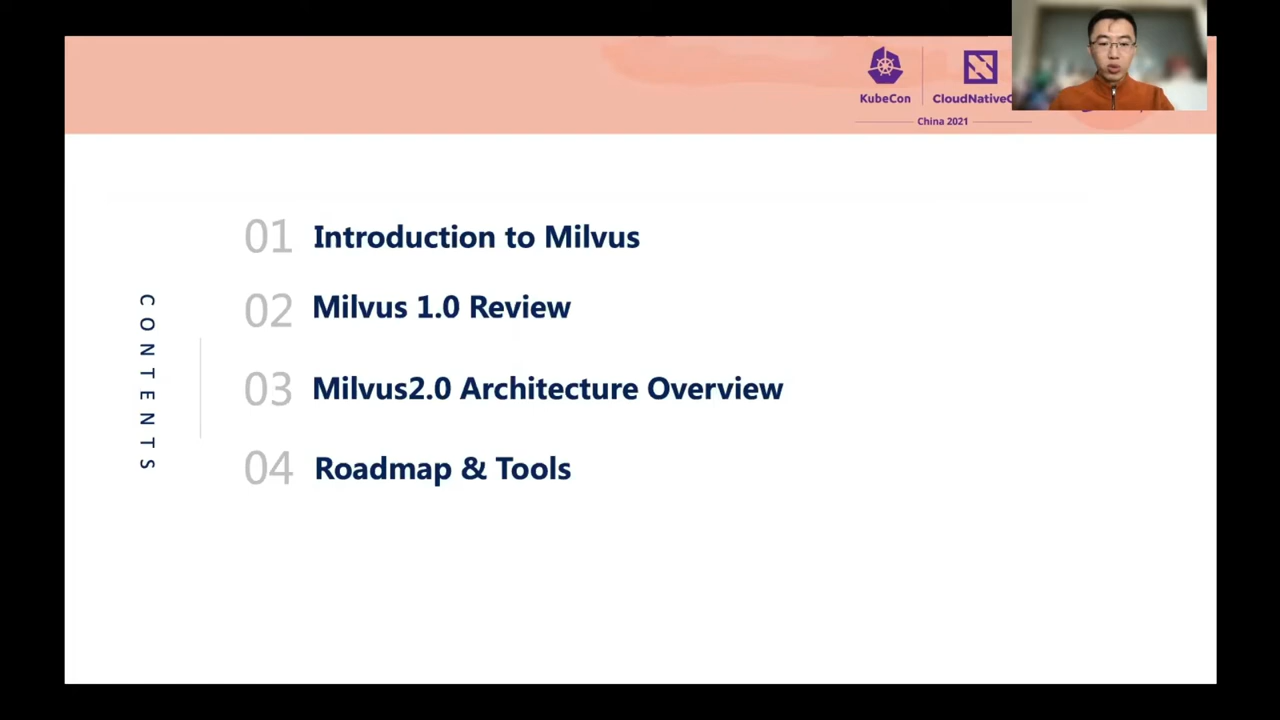 KubeCon
CloudNativeC
China 2021
01 Introduction to Milvus
02 Milvus 1.0 Review
03 Milvus2.0 Architecture Overview
04 Roadmap & Tools
CONTENTS